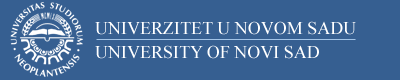 UNIVERSITAS STUDIORUM
NEOPLANTENSIS
UNIVERZITET U NOVOM SADU
UNIVERSITY OF NOVI SAD